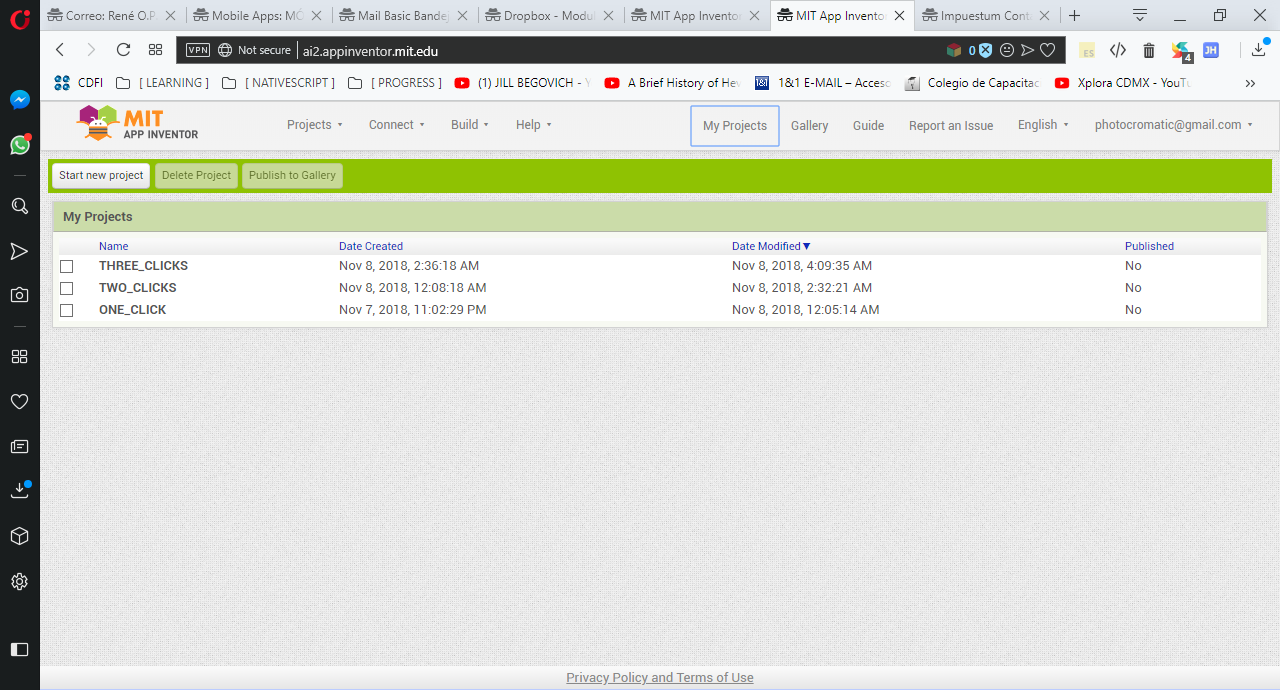 Correo: René O.P
Mobile Apps: MÓ
Mail Basic Bandej
Dropbox - Modul
MIT App Inventor
MIT App Inventor
Impuestum Conta
VPN Not secure ai2.appinventor.mit.edu 0 ES 4 JH
CDFI [ LEARNING ] [ NATIVESCRIPT ] [ PROGRESS ] (1) JILL BEGOVICH - Y A Brief History of Hev 1&1 1&1 E-MAIL – Acceso Colegio de Capacitac Xplora CDMX - YouTu
MIT
APP INVENTOR
Projects Connect Build Help My Projects Gallery Guide Report an Issue English photocromatic@gmail.com
Start new project Delete Project Publish to Gallery
My Projects
Name Date Created Date Modified▼ Published
THREE_CLICKS Nov 8, 2018, 2:36:18 AM Nov 8, 2018, 4:09:35 AM No
TWO_CLICKS Nov 8, 2018, 12:08:18 AM Nov 8, 2018, 2:32:21 AM No
ONE_CLICK Nov 7, 2018, 11:02:29 PM Nov 8, 2018, 12:05:14 AM No
Privacy Policy and Terms of Use